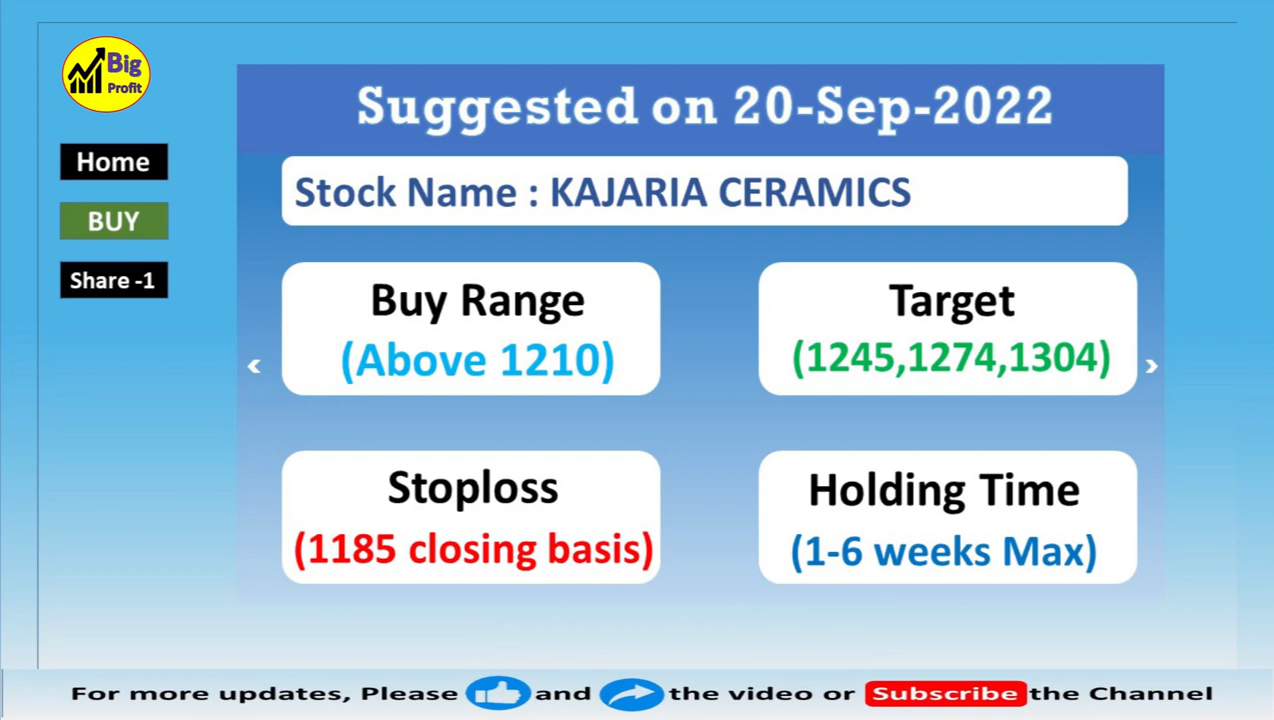 Big
Profit
Suggested on 20-Sep-2022
Home
Stock Name : KAJARIA CERAMICS
BUY
Share -1
Buy Range
(Above 1210)
Target
(1245,1274,1304)
Stoploss
(1185 closing basis)
Holding Time
(1-6 weeks Max)
For more updates, Please and the video or Subscribe the Channel